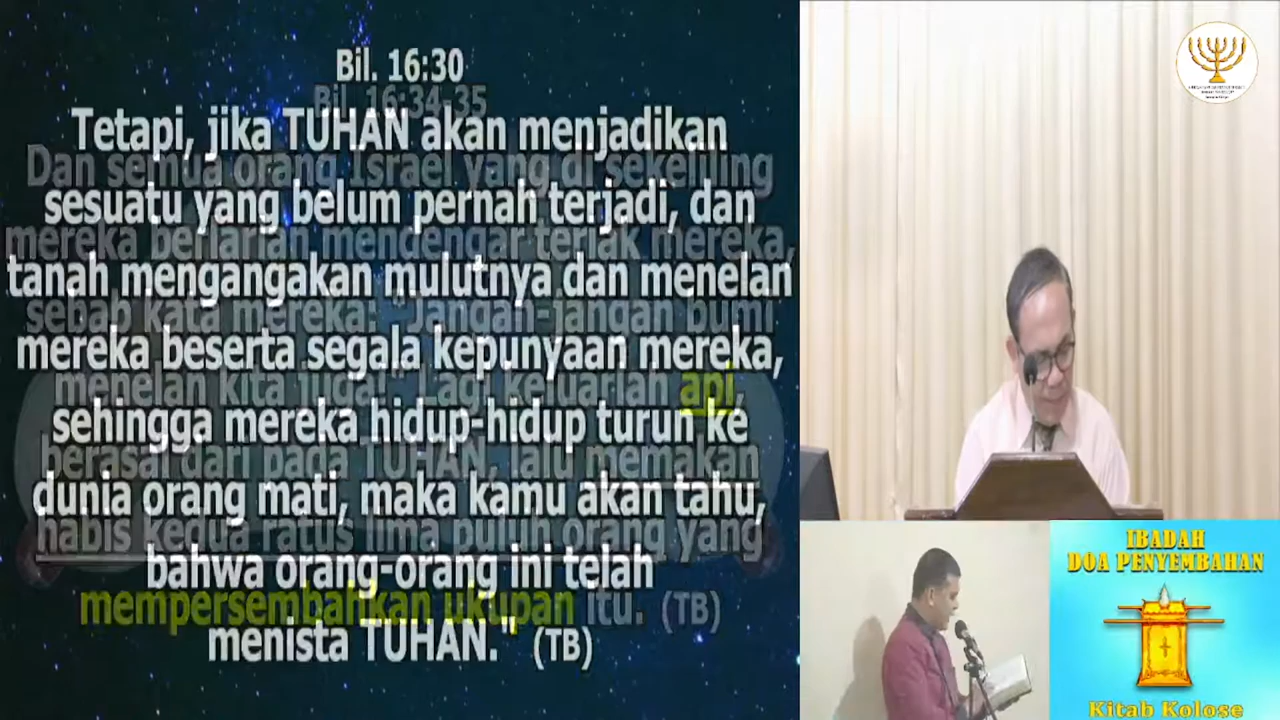 Bil. 16:30
Tetapi, jika TUHAN akan menjadikan
sesuatu yang belum pernah terjadi, dan
tanah mengangakan mulutnya dan menelan
mereka beserta segala kepunyaan mereka,
sehingga mereka hidup-hidup turun ke
dunia orang mati, maka kamu akan tahu,
bahwa orang-orang ini telah
menista TUHAN." (TB)
Bil. 16:34-35
Dan semua orang Israel yang di sekeliling
mereka berlarian mendengar teriak mereka,
sebab kata mereka: "Jangan-jangan bumi
menelan kita juga!" Lagi keluarlah api,
berasal dari pada TUHAN, lalu memakan
habis kedua ratus lima puluh orang yang
mempersembahkan ukupan itu. (TB)
IBADAH
DOA PENYEMBAHAN
Kitab Kolose